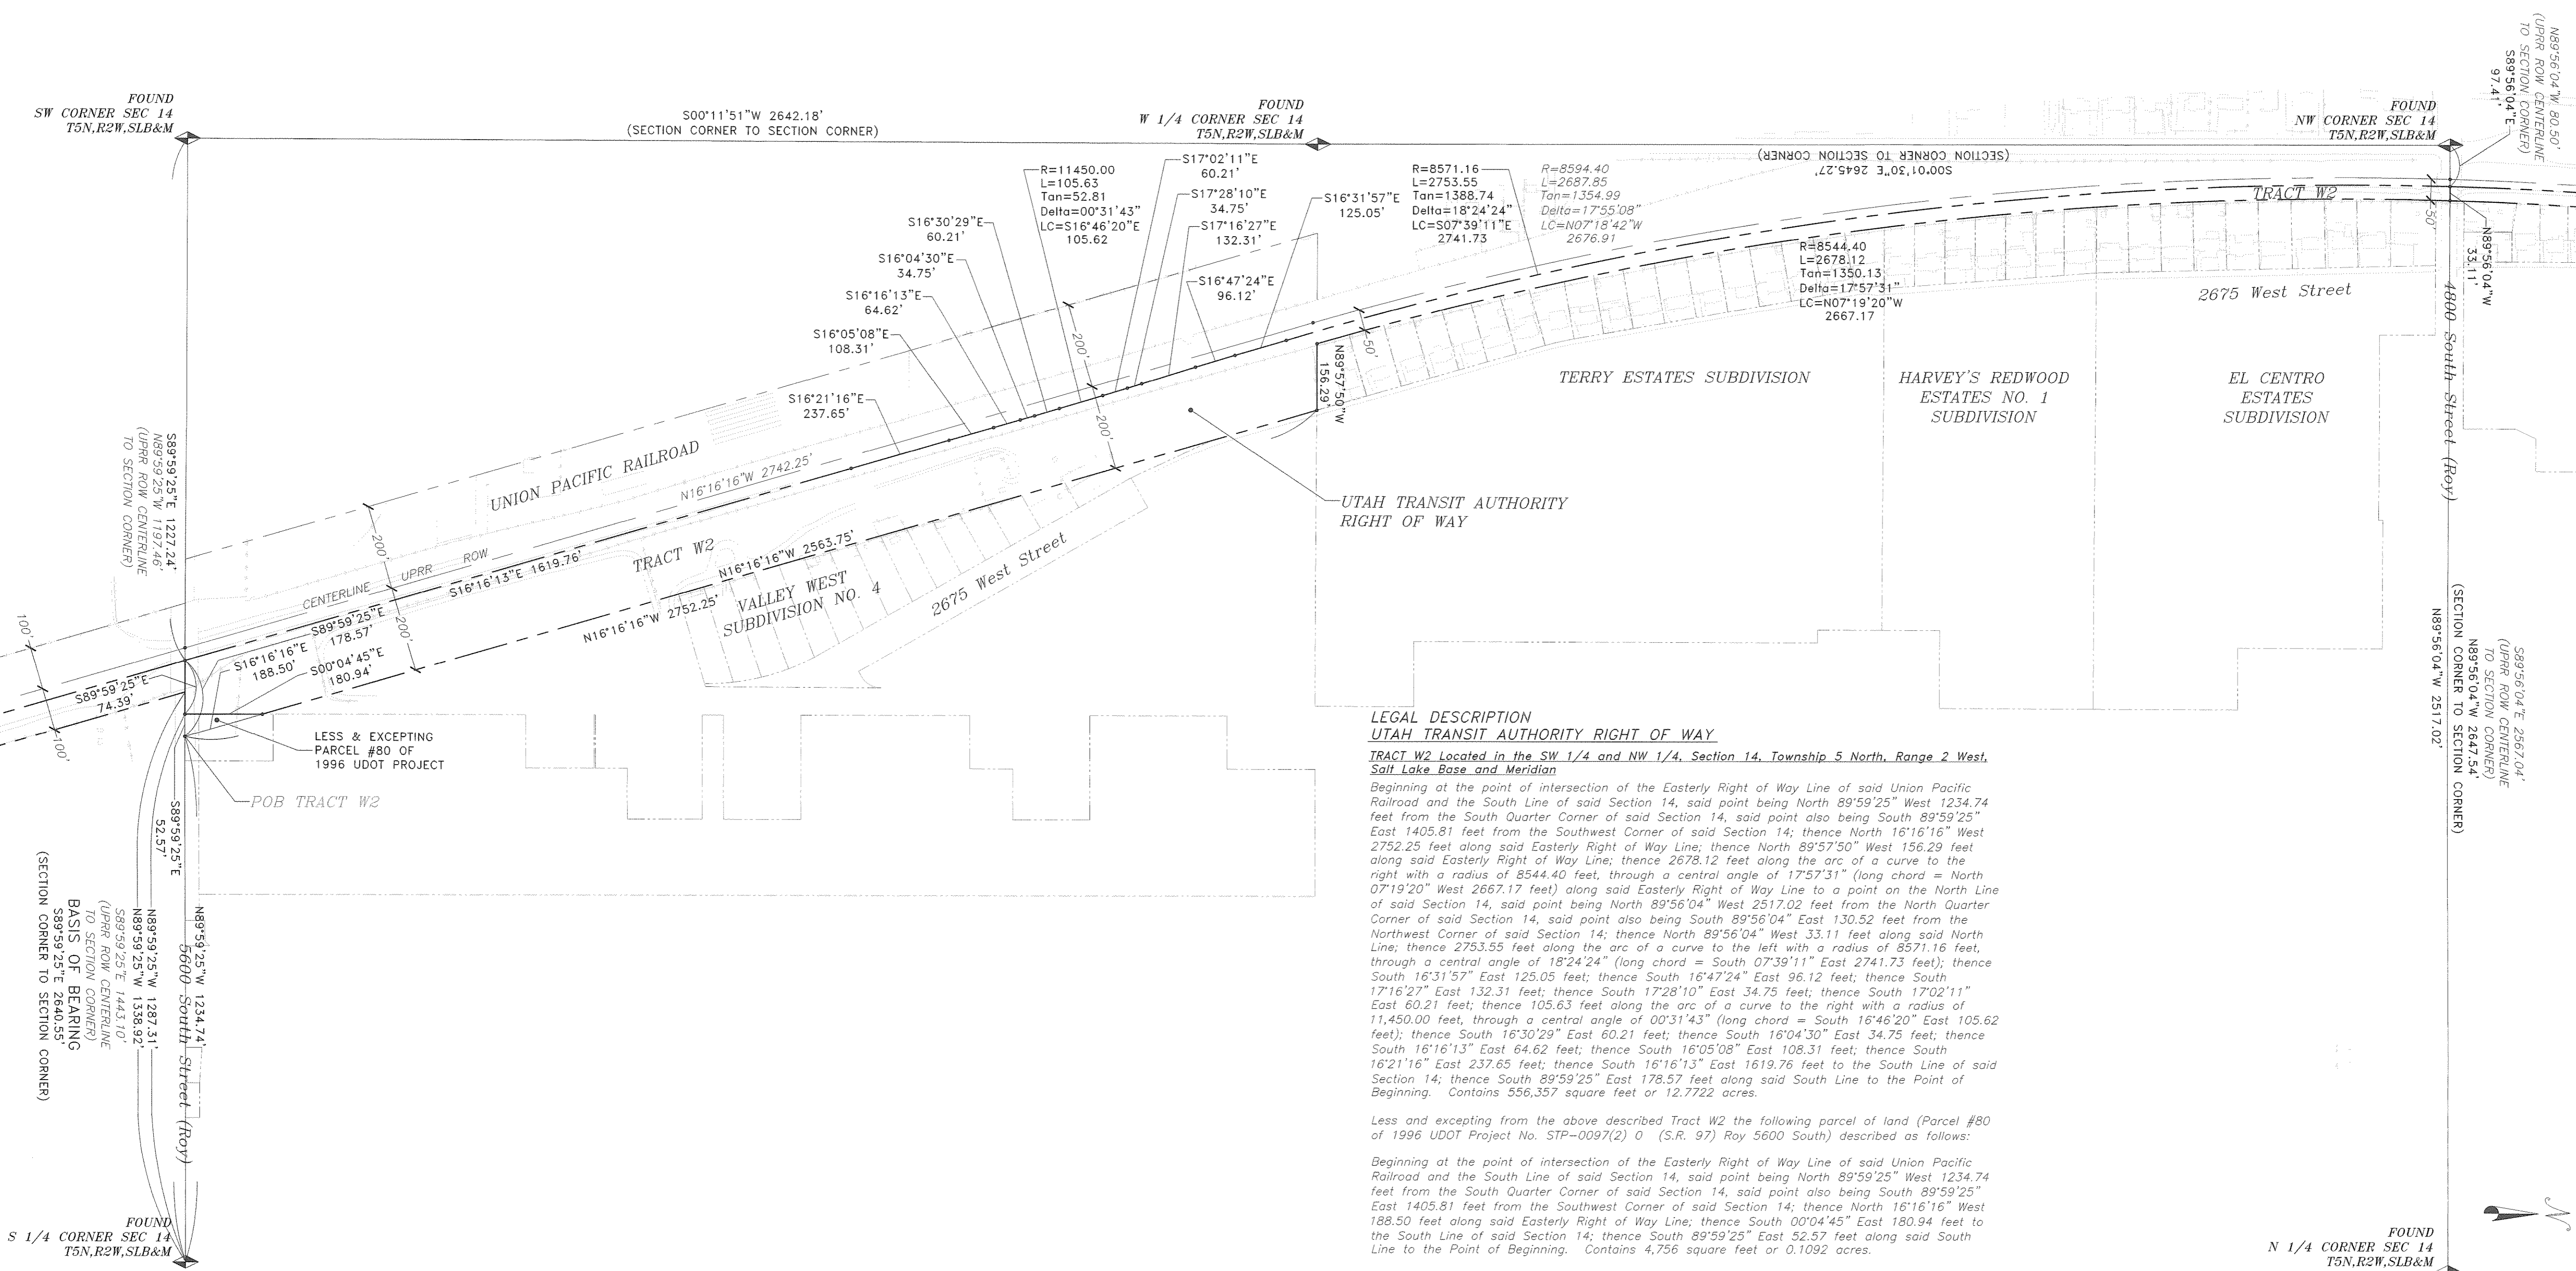 FOUND
SW CORNER SEC 14
T5N,R2W,SLB&M
S00°11'51"W 2642.18'
(SECTION CORNER TO SECTION CORNER)
FOUND
W 1/4 CORNER SEC 14
T5N,R2W,SLB&M
S00°01'30"E 2645.27'
(SECTION CORNER TO SECTION CORNER)
FOUND
NW CORNER SEC 14
T5N,R2W,SLB&M
N89°56'04"W 80.50'
(UPRR ROW CENTERLINE
TO SECTION CORNER)
S89°56'04"E
97.41'
R=11450.00
L=105.63
Tan=52.81
Delta=00°31'43"
LC=S16°46'20"E
105.62
S17°02'11"E
60.21'
S17°28'10"E
34.75'
S17°16'27"E
132.31'
S16°47'24"E
96.12'
S16°31'57"E
125.05'
R=8571.16
L=2753.55
Tan=1388.74
Delta=18°24'24"
LC=S07°39'11"E
2741.73
R=8594.40
L=2687.85
Tan=1354.99
Delta=17°55'08"
LC=N07°18'42"W
2676.91
R=8544.40
L=2678.12
Tan=1350.13
Delta=17°57'31"
LC=N07°19'20"W
2667.17
TRACT W2
50'
N89°56'04"W
33.11'
2675 West Street
4800 South Street (Roy)
S16°30'29"E
60.21'
S16°04'30"E
34.75'
S16°16'13"E
64.62'
S16°05'08"E
108.31'
S16°21'16"E
237.65'
200'
200'
50'
N89°57'50"W
156.29'
TERRY ESTATES SUBDIVISION
HARVEY'S REDWOOD
ESTATES NO. 1
SUBDIVISION
EL CENTRO
ESTATES
SUBDIVISION
UTAH TRANSIT AUTHORITY
RIGHT OF WAY
UNION PACIFIC RAILROAD
N16°16'16"W 2742.25'
S89°59'25"E 1227.24'
N89°59'25"W 1197.46'
(UPRR ROW CENTERLINE
TO SECTION CORNER)
200'
200'
CENTERLINE UPRR ROW
S16°16'13"E 1619.76'
TRACT W2
N16°16'16"W 2563.75'
N16°16'16"W 2752.25'
VALLEY WEST
SUBDIVISION NO. 4
2675 West Street
100'
100'
S89°59'25"E
178.57'
S16°16'16"E
188.50'
S00°04'45"E
180.94'
S89°59'25"E
74.39'
LESS & EXCEPTING
PARCEL #80 OF
1996 UDOT PROJECT
POB TRACT W2
S89°59'25"E
52.57'
N89°59'25"W 1234.74'
5600 South Street (Roy)
N89°59'25"W 1287.31'
N89°59'25"W 1338.92'
S89°59'25"E 1443.10'
(UPRR ROW CENTERLINE
TO SECTION CORNER)
BASIS OF BEARING
S89°59'25"E 2640.55'
(SECTION CORNER TO SECTION CORNER)
FOUND
S 1/4 CORNER SEC 14
T5N,R2W,SLB&M
S89°56'04"E 2567.04'
(UPRR ROW CENTERLINE
TO SECTION CORNER)
N89°56'04"W 2647.54'
(SECTION CORNER TO SECTION CORNER)
N89°56'04"W 2517.02'
LEGAL DESCRIPTION
UTAH TRANSIT AUTHORITY RIGHT OF WAY
TRACT W2 Located in the SW 1/4 and NW 1/4, Section 14, Township 5 North, Range 2 West,
Salt Lake Base and Meridian
Beginning at the point of intersection of the Easterly Right of Way Line of said Union Pacific
Railroad and the South Line of said Section 14, said point being North 89°59'25" West 1234.74
feet from the South Quarter Corner of said Section 14, said point also being South 89°59'25"
East 1405.81 feet from the Southwest Corner of said Section 14; thence North 16°16'16" West
2752.25 feet along said Easterly Right of Way Line; thence North 89°57'50" West 156.29 feet
along said Easterly Right of Way Line; thence 2678.12 feet along the arc of a curve to the
right with a radius of 8544.40 feet, through a central angle of 17°57'31" (long chord = North
07°19'20" West 2667.17 feet) along said Easterly Right of Way Line to a point on the North Line
of said Section 14, said point being North 89°56'04" West 2517.02 feet from the North Quarter
Corner of said Section 14, said point also being South 89°56'04" East 130.52 feet from the
Northwest Corner of said Section 14; thence North 89°56'04" West 33.11 feet along said North
Line; thence 2753.55 feet along the arc of a curve to the left with a radius of 8571.16 feet,
through a central angle of 18°24'24" (long chord = South 07°39'11" East 2741.73 feet); thence
South 16°31'57" East 125.05 feet; thence South 16°47'24" East 96.12 feet; thence South
17°16'27" East 132.31 feet; thence South 17°28'10" East 34.75 feet; thence South 17°02'11"
East 60.21 feet; thence 105.63 feet along the arc of a curve to the right with a radius of
11,450.00 feet, through a central angle of 00°31'43" (long chord = South 16°46'20" East 105.62
feet); thence South 16°30'29" East 60.21 feet; thence South 16°04'30" East 34.75 feet; thence
South 16°16'13" East 64.62 feet; thence South 16°05'08" East 108.31 feet; thence South
16°21'16" East 237.65 feet; thence South 16°16'13" East 1619.76 feet to the South Line of said
Section 14; thence South 89°59'25" East 178.57 feet along said South Line to the Point of
Beginning. Contains 556,357 square feet or 12.7722 acres.
Less and excepting from the above described Tract W2 the following parcel of land (Parcel #80
of 1996 UDOT Project No. STP-0097(2) 0 (S.R. 97) Roy 5600 South) described as follows:
Beginning at the point of intersection of the Easterly Right of Way Line of said Union Pacific
Railroad and the South Line of said Section 14, said point being North 89°59'25" West 1234.74
feet from the South Quarter Corner of said Section 14, said point also being South 89°59'25"
East 1405.81 feet from the Southwest Corner of said Section 14; thence North 16°16'16" West
188.50 feet along said Easterly Right of Way Line; thence South 00°04'45" East 180.94 feet to
the South Line of said Section 14; thence South 89°59'25" East 52.57 feet along said South
Line to the Point of Beginning. Contains 4,756 square feet or 0.1092 acres.
N
FOUND
N 1/4 CORNER SEC 14
T5N,R2W,SLB&M